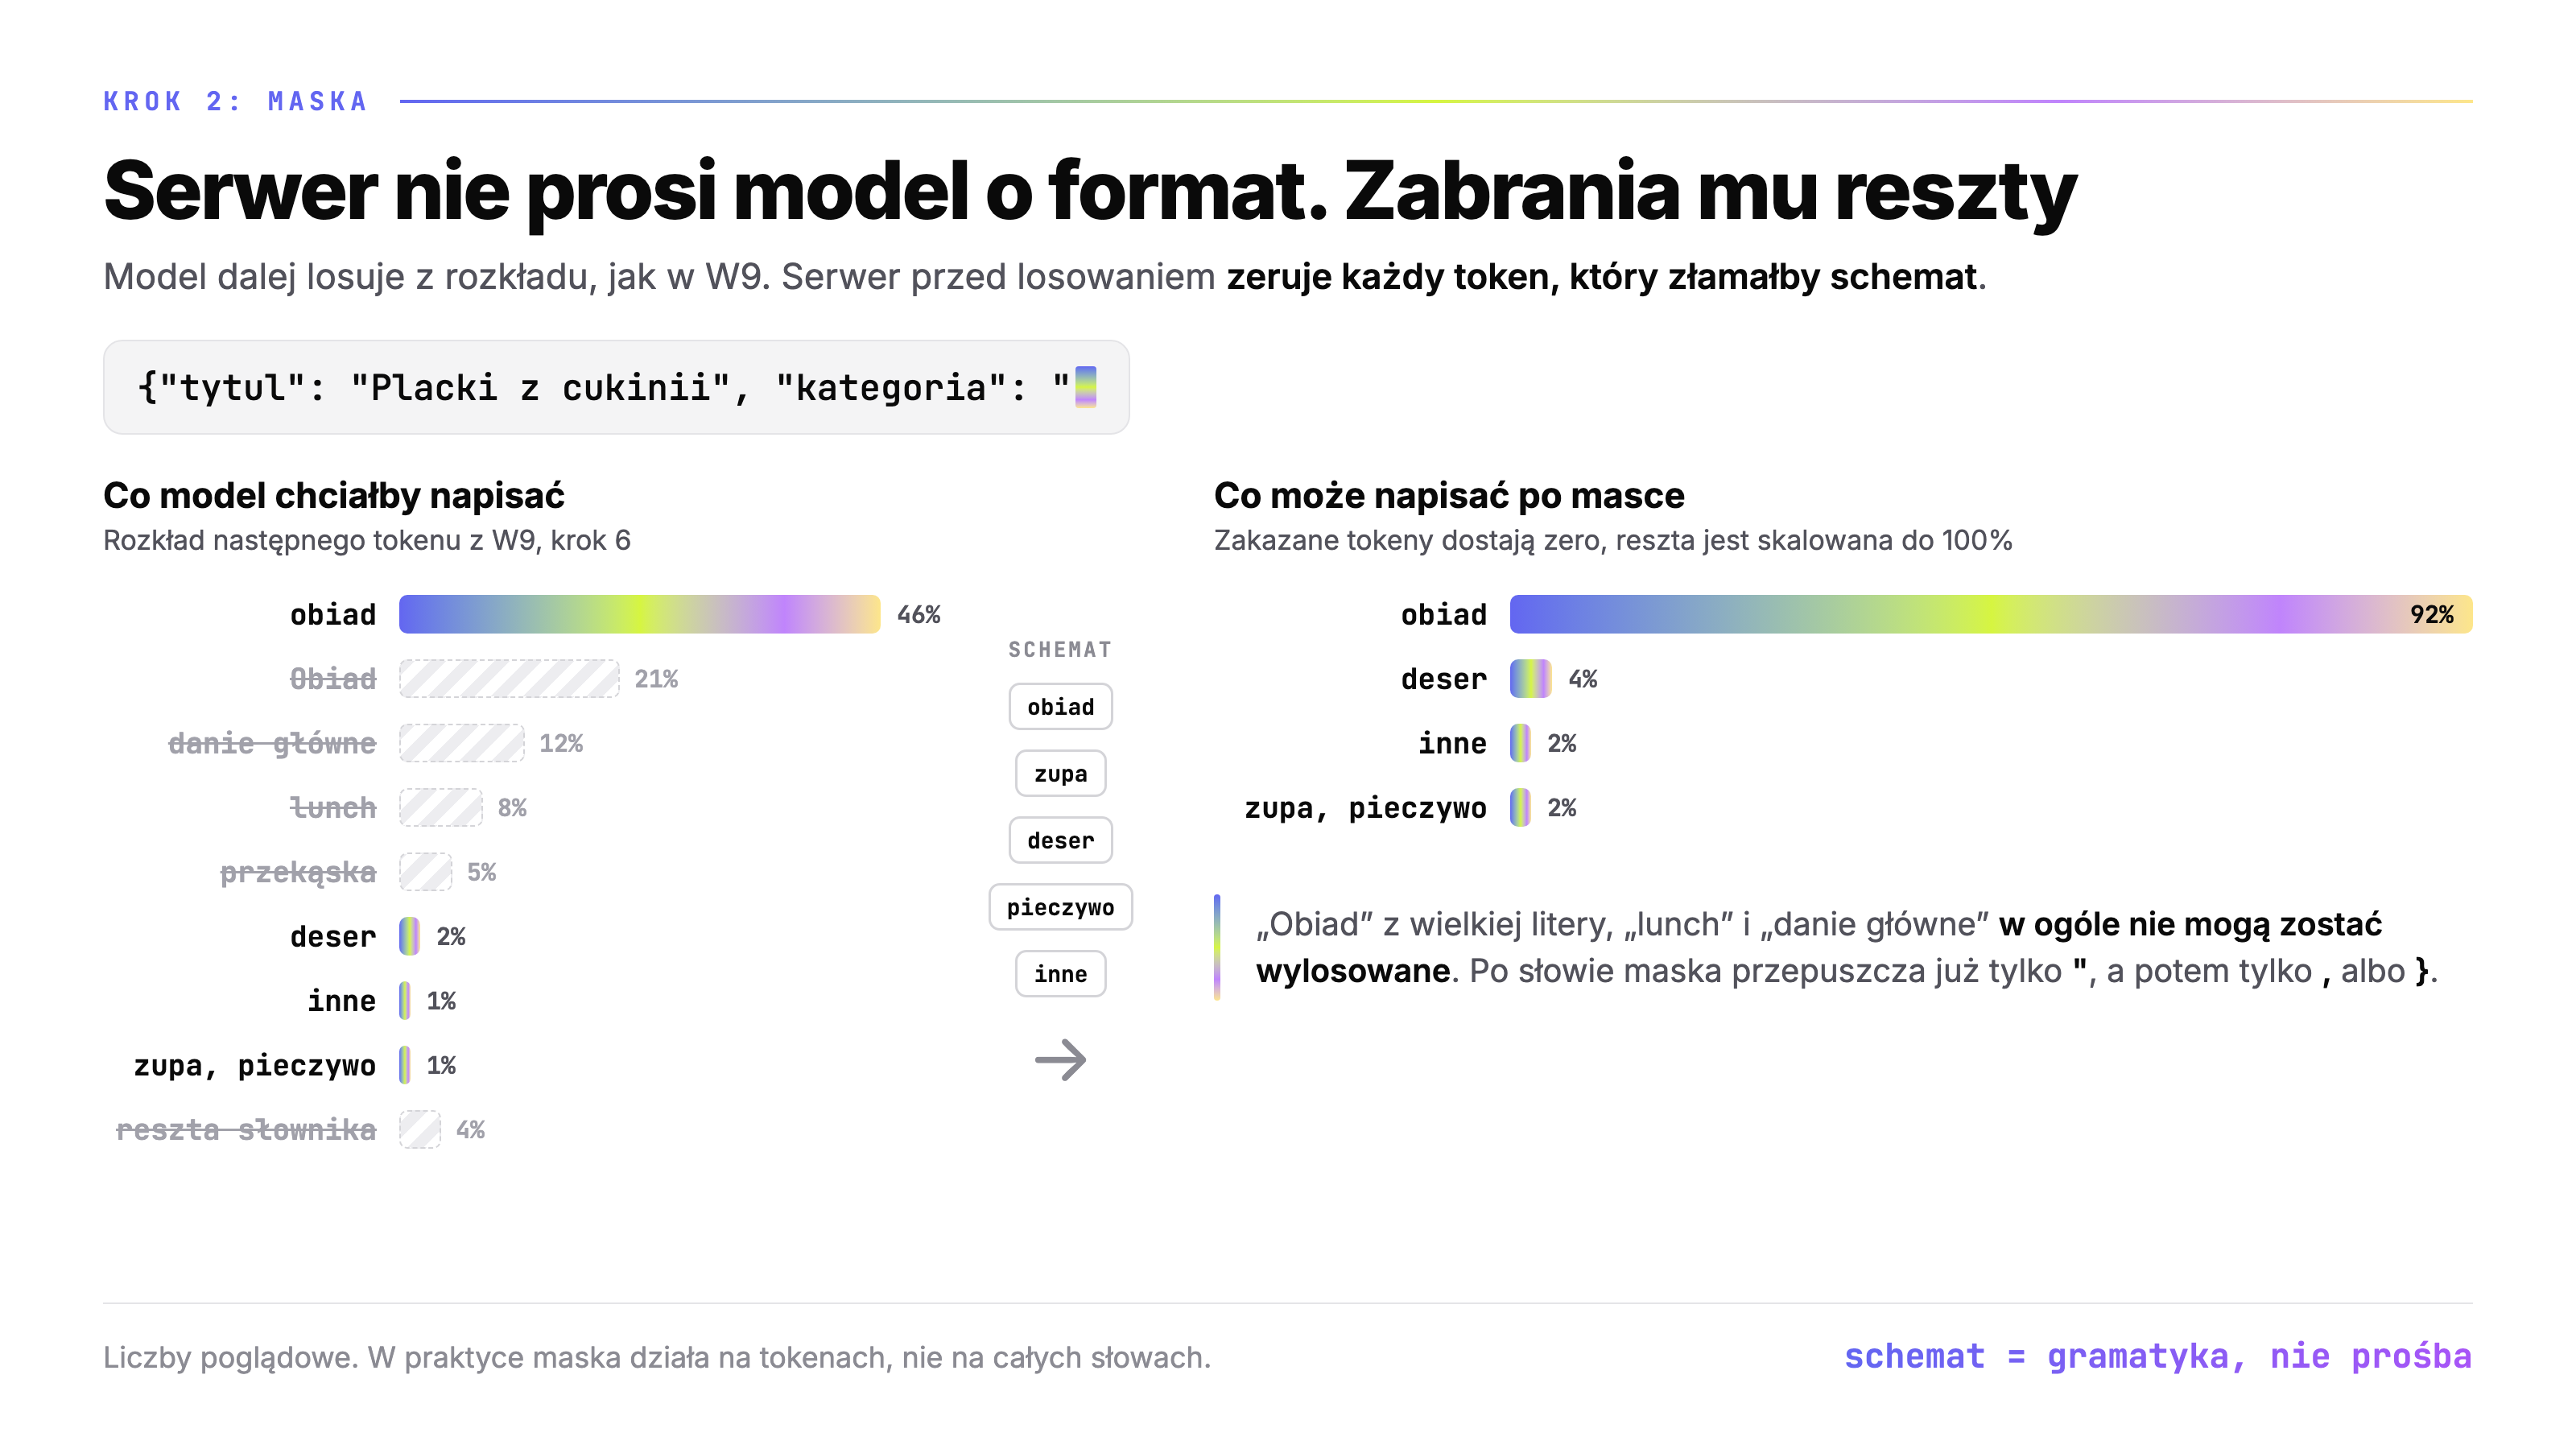 KROK 2: MASKA
Serwer nie prosi model o format. Zabrania mu reszty
Model dalej losuje z rozkładu, jak w W9. Serwer przed losowaniem zeruje każdy token, który złamałby schemat.
{"tytul": "Placki z cukinii", "kategoria": "
Co model chciałby napisać
Rozkład następnego tokenu z W9, krok 6
obiad 46%
Obiad 21%
danie główne 12%
lunch 8%
przekąska 5%
deser 2%
inne 1%
zupa, pieczywo 1%
reszta słownika 4%
SCHEMAT
obiad
zupa
deser
pieczywo
inne
Co może napisać po masce
Zakazane tokeny dostają zero, reszta jest skalowana do 100%
obiad 92%
deser 4%
inne 2%
zupa, pieczywo 2%
„Obiad” z wielkiej litery, „lunch” i „danie główne” w ogóle nie mogą zostać
wylosowane. Po słowie maska przepuszcza już tylko ", a potem tylko , albo }.
Liczby poglądowe. W praktyce maska działa na tokenach, nie na całych słowach.
schemat = gramatyka, nie prośba